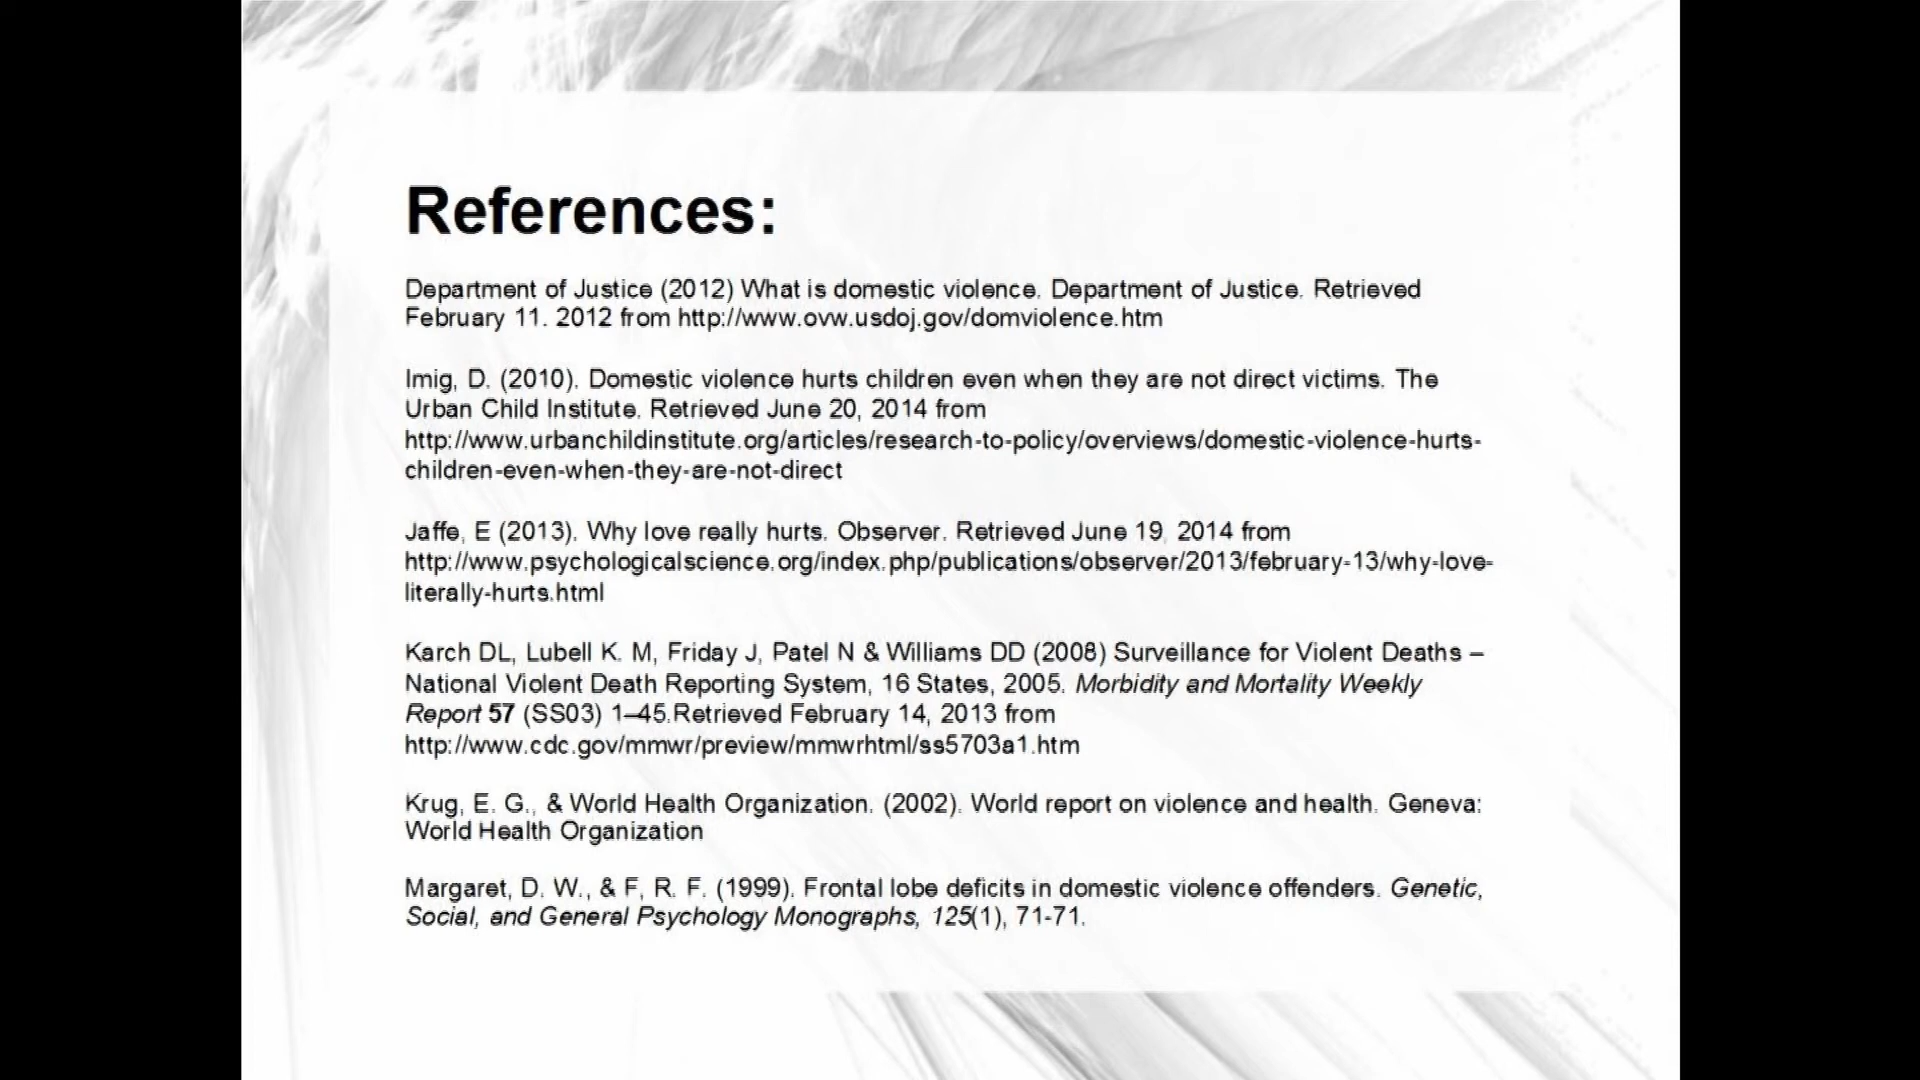 References:
Department of Justice (2012) What is domestic violence. Department of Justice. Retrieved
February 11. 2012 from http://www.ovw.usdoj.gov/domviolence.htm
Imig, D. (2010). Domestic violence hurts children even when they are not direct victims. The
Urban Child Institute. Retrieved June 20, 2014 from
http://www.urbanchildinstitute.org/articles/research-to-policy/overviews/domestic-violence-hurts-
children-even-when-they-are-not-direct
Jaffe, E (2013). Why love really hurts. Observer. Retrieved June 19, 2014 from
http://www.psychologicalscience.org/index.php/publications/observer/2013/february-13/why-love-
literally-hurts.html
Karch DL, Lubell K. M, Friday J, Patel N & Williams DD (2008) Surveillance for Violent Deaths –
National Violent Death Reporting System, 16 States, 2005. Morbidity and Mortality Weekly
Report 57 (SS03) 1–45.Retrieved February 14, 2013 from
http://www.cdc.gov/mmwr/preview/mmwrhtml/ss5703a1.htm
Krug, E. G., & World Health Organization. (2002). World report on violence and health. Geneva:
World Health Organization
Margaret, D. W., & F, R. F. (1999). Frontal lobe deficits in domestic violence offenders. Genetic,
Social, and General Psychology Monographs, 125(1), 71-71.